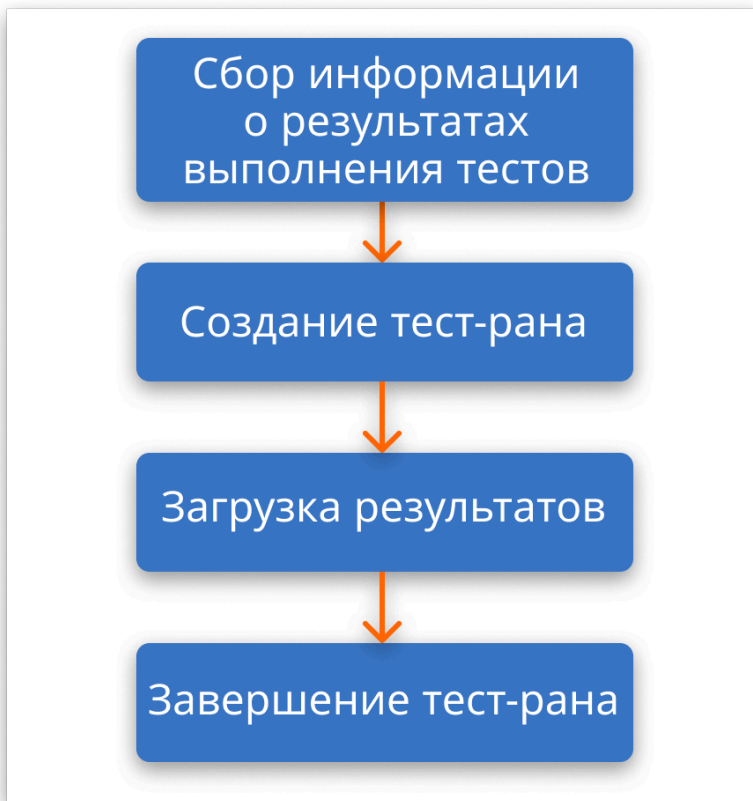 Сбор информации
о результатах
выполнения тестов
Создание тест-рана
Загрузка результатов
Завершение тест-рана